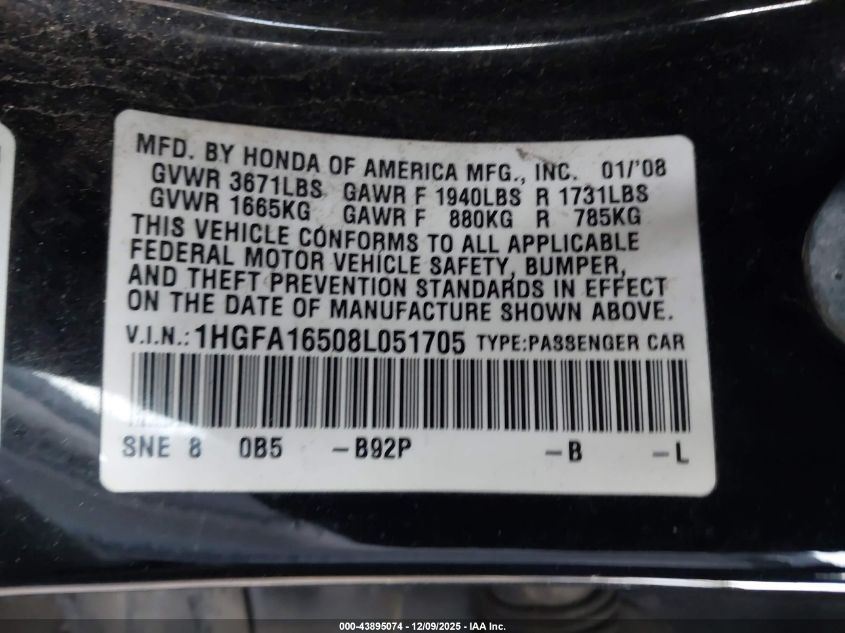 MFD. BY HONDA OF AMERICA MFG., INC. 01/'08
GVWR 3671LBS GAWR F 1940LBS R 1731LBS
GVWR 1665KG GAWR F 880KG R 785KG
THIS VEHICLE CONFORMS TO ALL APPLICABLE
FEDERAL MOTOR VEHICLE SAFETY, BUMPER,
AND THEFT PREVENTION STANDARDS IN EFFECT
ON THE DATE OF MANUFACTURE SHOWN ABOVE.
V.I.N.: 1HGFA16508L051705 TYPE:PASSENGER CAR
SNE 8 0B5 -B92P -B -L
000-43895074 | 12/09/2025 - IAA Inc.